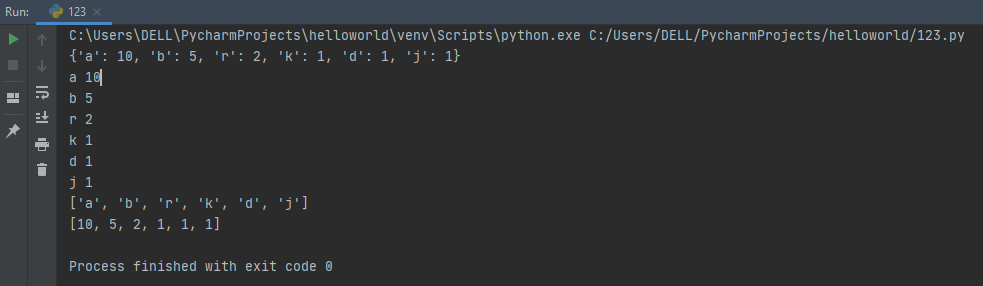 Run: 123 ×
C:\Users\DELL\PycharmProjects\helloworld\venv\Scripts\python.exe C:/Users/DELL/PycharmProjects/helloworld/123.py
{'a': 10, 'b': 5, 'r': 2, 'k': 1, 'd': 1, 'j': 1}
a 10
b 5
r 2
k 1
d 1
j 1
['a', 'b', 'r', 'k', 'd', 'j']
[10, 5, 2, 1, 1, 1]
Process finished with exit code 0